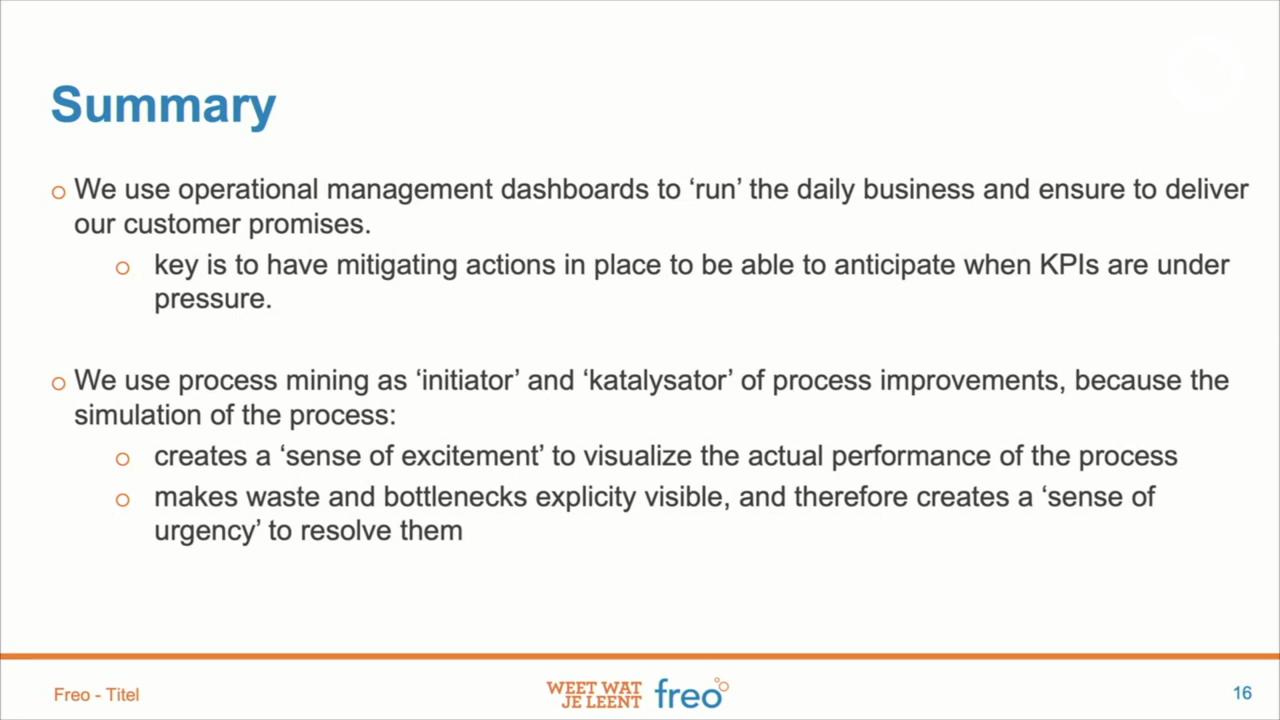 Summary
o We use operational management dashboards to ‘run’ the daily business and ensure to deliver
our customer promises.
o key is to have mitigating actions in place to be able to anticipate when KPIs are under
pressure.
o We use process mining as ‘initiator’ and ‘katalysator’ of process improvements, because the
simulation of the process:
o creates a ‘sense of excitement’ to visualize the actual performance of the process
o makes waste and bottlenecks explicity visible, and therefore creates a ‘sense of
urgency’ to resolve them
Freo - Titel
WEET WAT
JE LEENT
freo
16